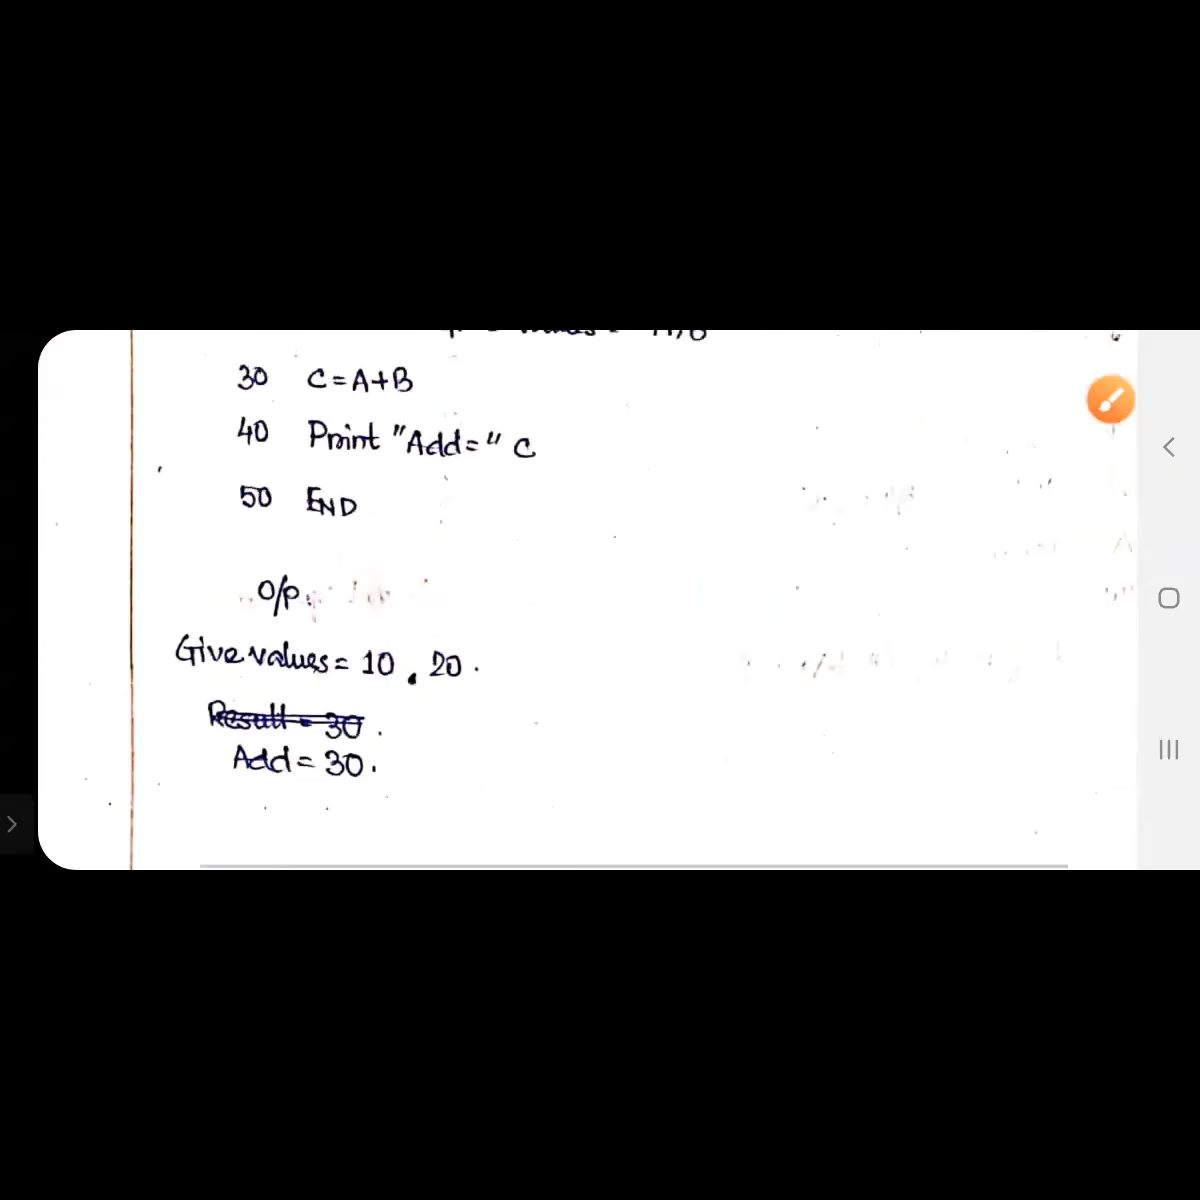 30 C=A+B
40 Print "Add=" C
50 END
O/P.
Give values = 10, 20.
Result = 30.
Add = 30.